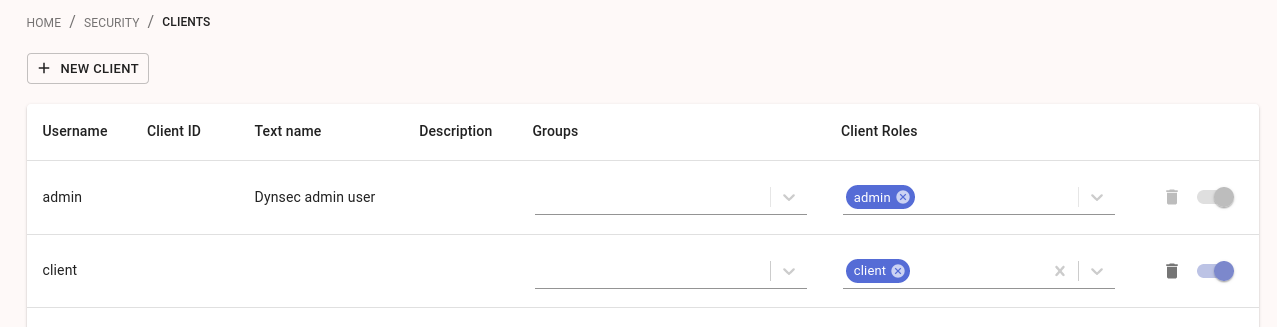 HOME / SECURITY / CLIENTS
+ NEW CLIENT
Username Client ID Text name Description Groups Client Roles
admin Dynsec admin user admin
client client